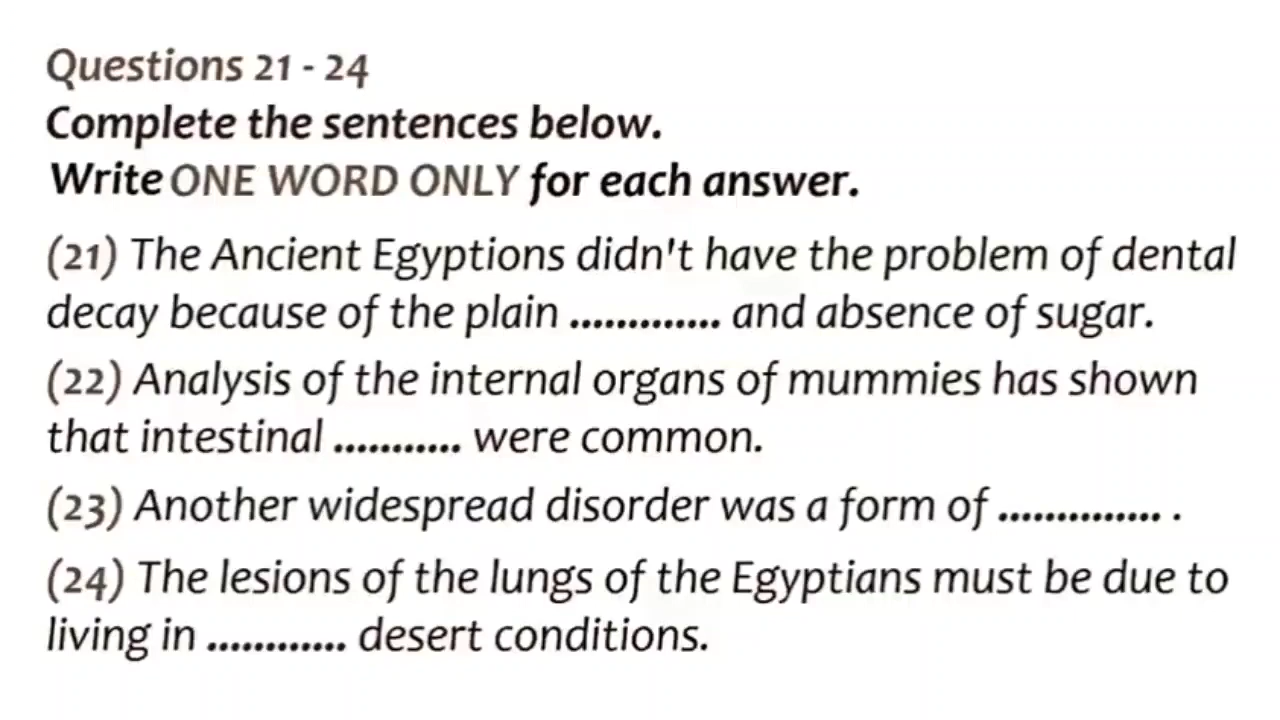 Questions 21 - 24
Complete the sentences below.
Write ONE WORD ONLY for each answer.
(21) The Ancient Egyptions didn't have the problem of dental
decay because of the plain ............. and absence of sugar.
(22) Analysis of the internal organs of mummies has shown
that intestinal ........... were common.
(23) Another widespread disorder was a form of .............. .
(24) The lesions of the lungs of the Egyptians must be due to
living in ............ desert conditions.